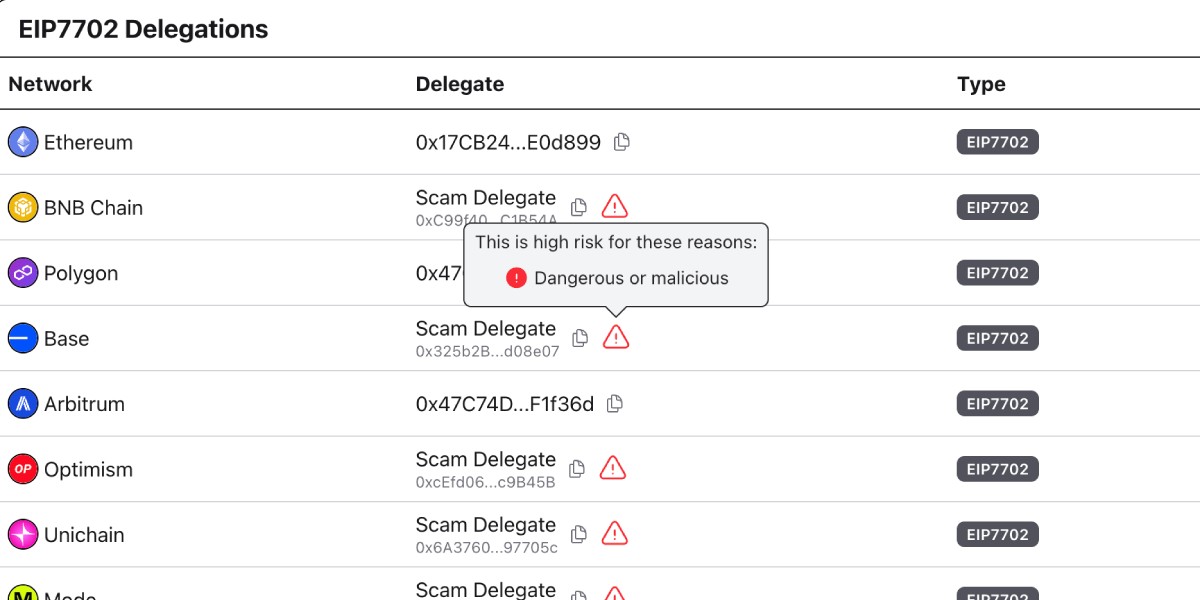 EIP7702 Delegations
Network Delegate Type
Ethereum 0x17CB24...E0d899 EIP7702
BNB Chain Scam Delegate EIP7702
0xC99f40...C1B54A
This is high risk for these reasons:
Polygon 0x47 EIP7702
Dangerous or malicious
Base Scam Delegate EIP7702
0x325b2B...d08e07
Arbitrum 0x47C74D...F1f36d EIP7702
OP Optimism Scam Delegate EIP7702
0xcEfd06...c9B45B
Unichain Scam Delegate EIP7702
0x6A3760...97705c
Mode Scam Delegate EIP7702